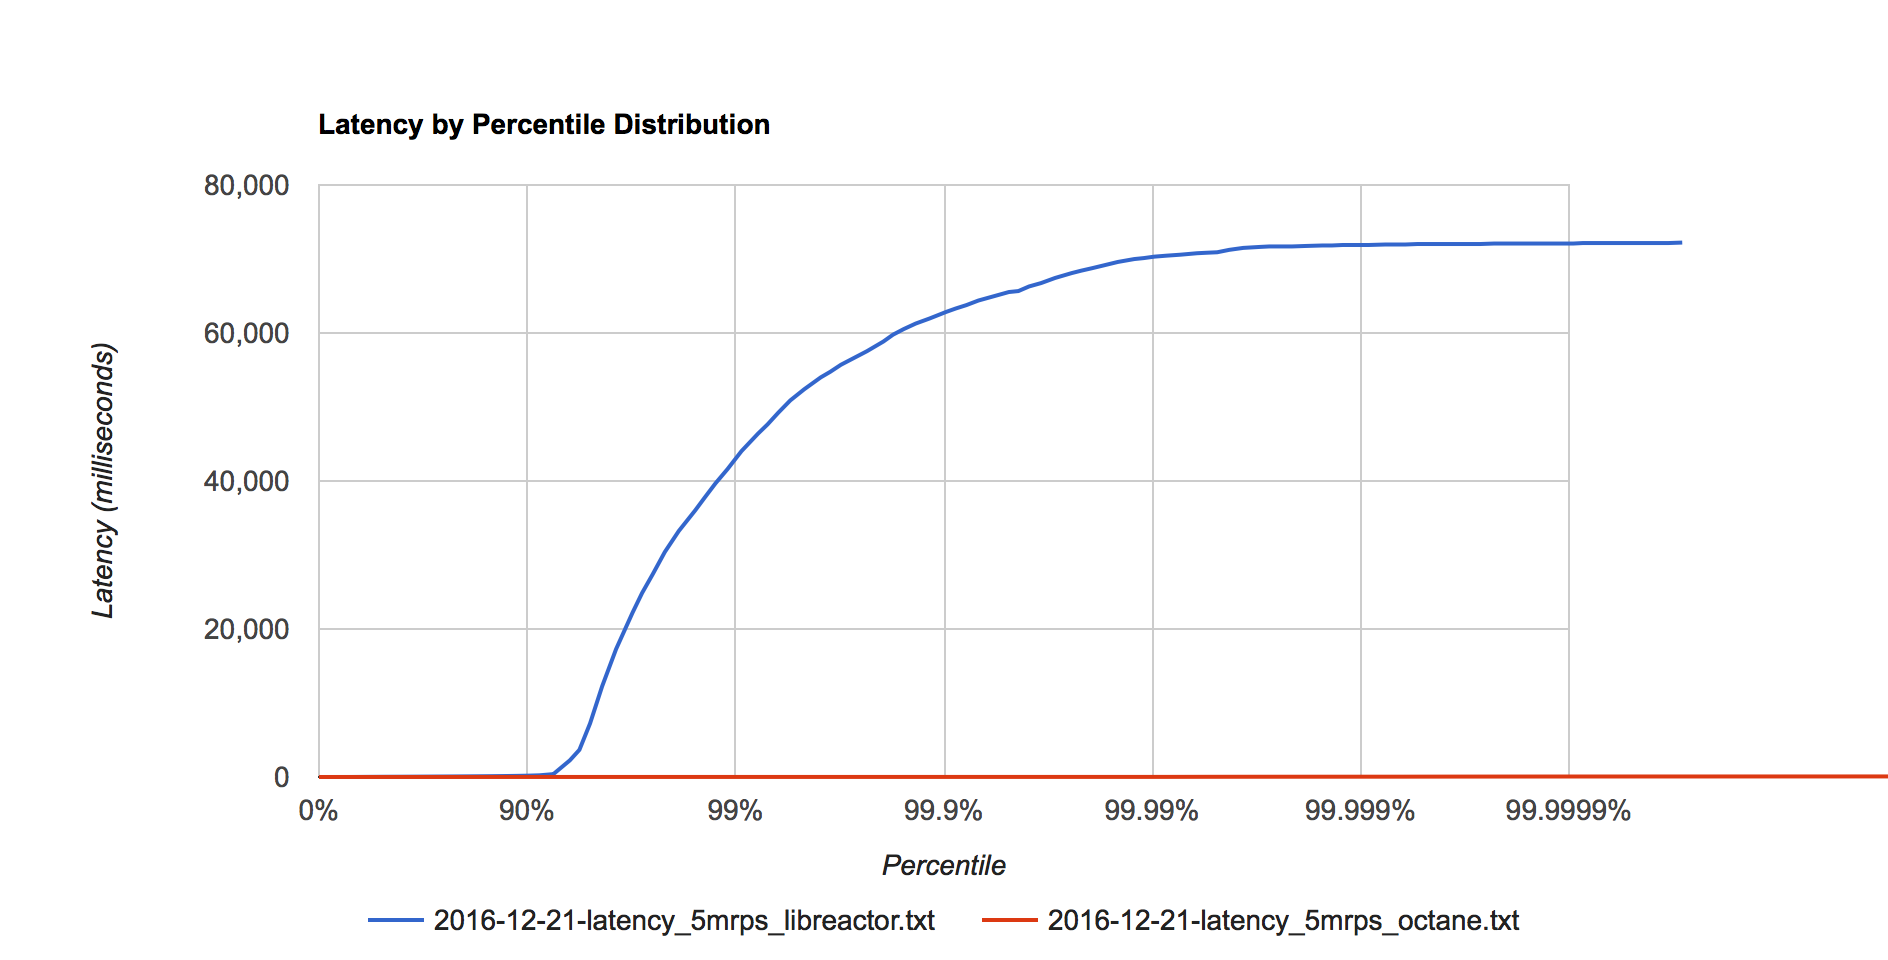 Latency by Percentile Distribution
80,000
60,000
40,000
20,000
0
Latency (milliseconds)
0% 90% 99% 99.9% 99.99% 99.999% 99.9999%
Percentile
2016-12-21-latency_5mrps_libreactor.txt 2016-12-21-latency_5mrps_octane.txt